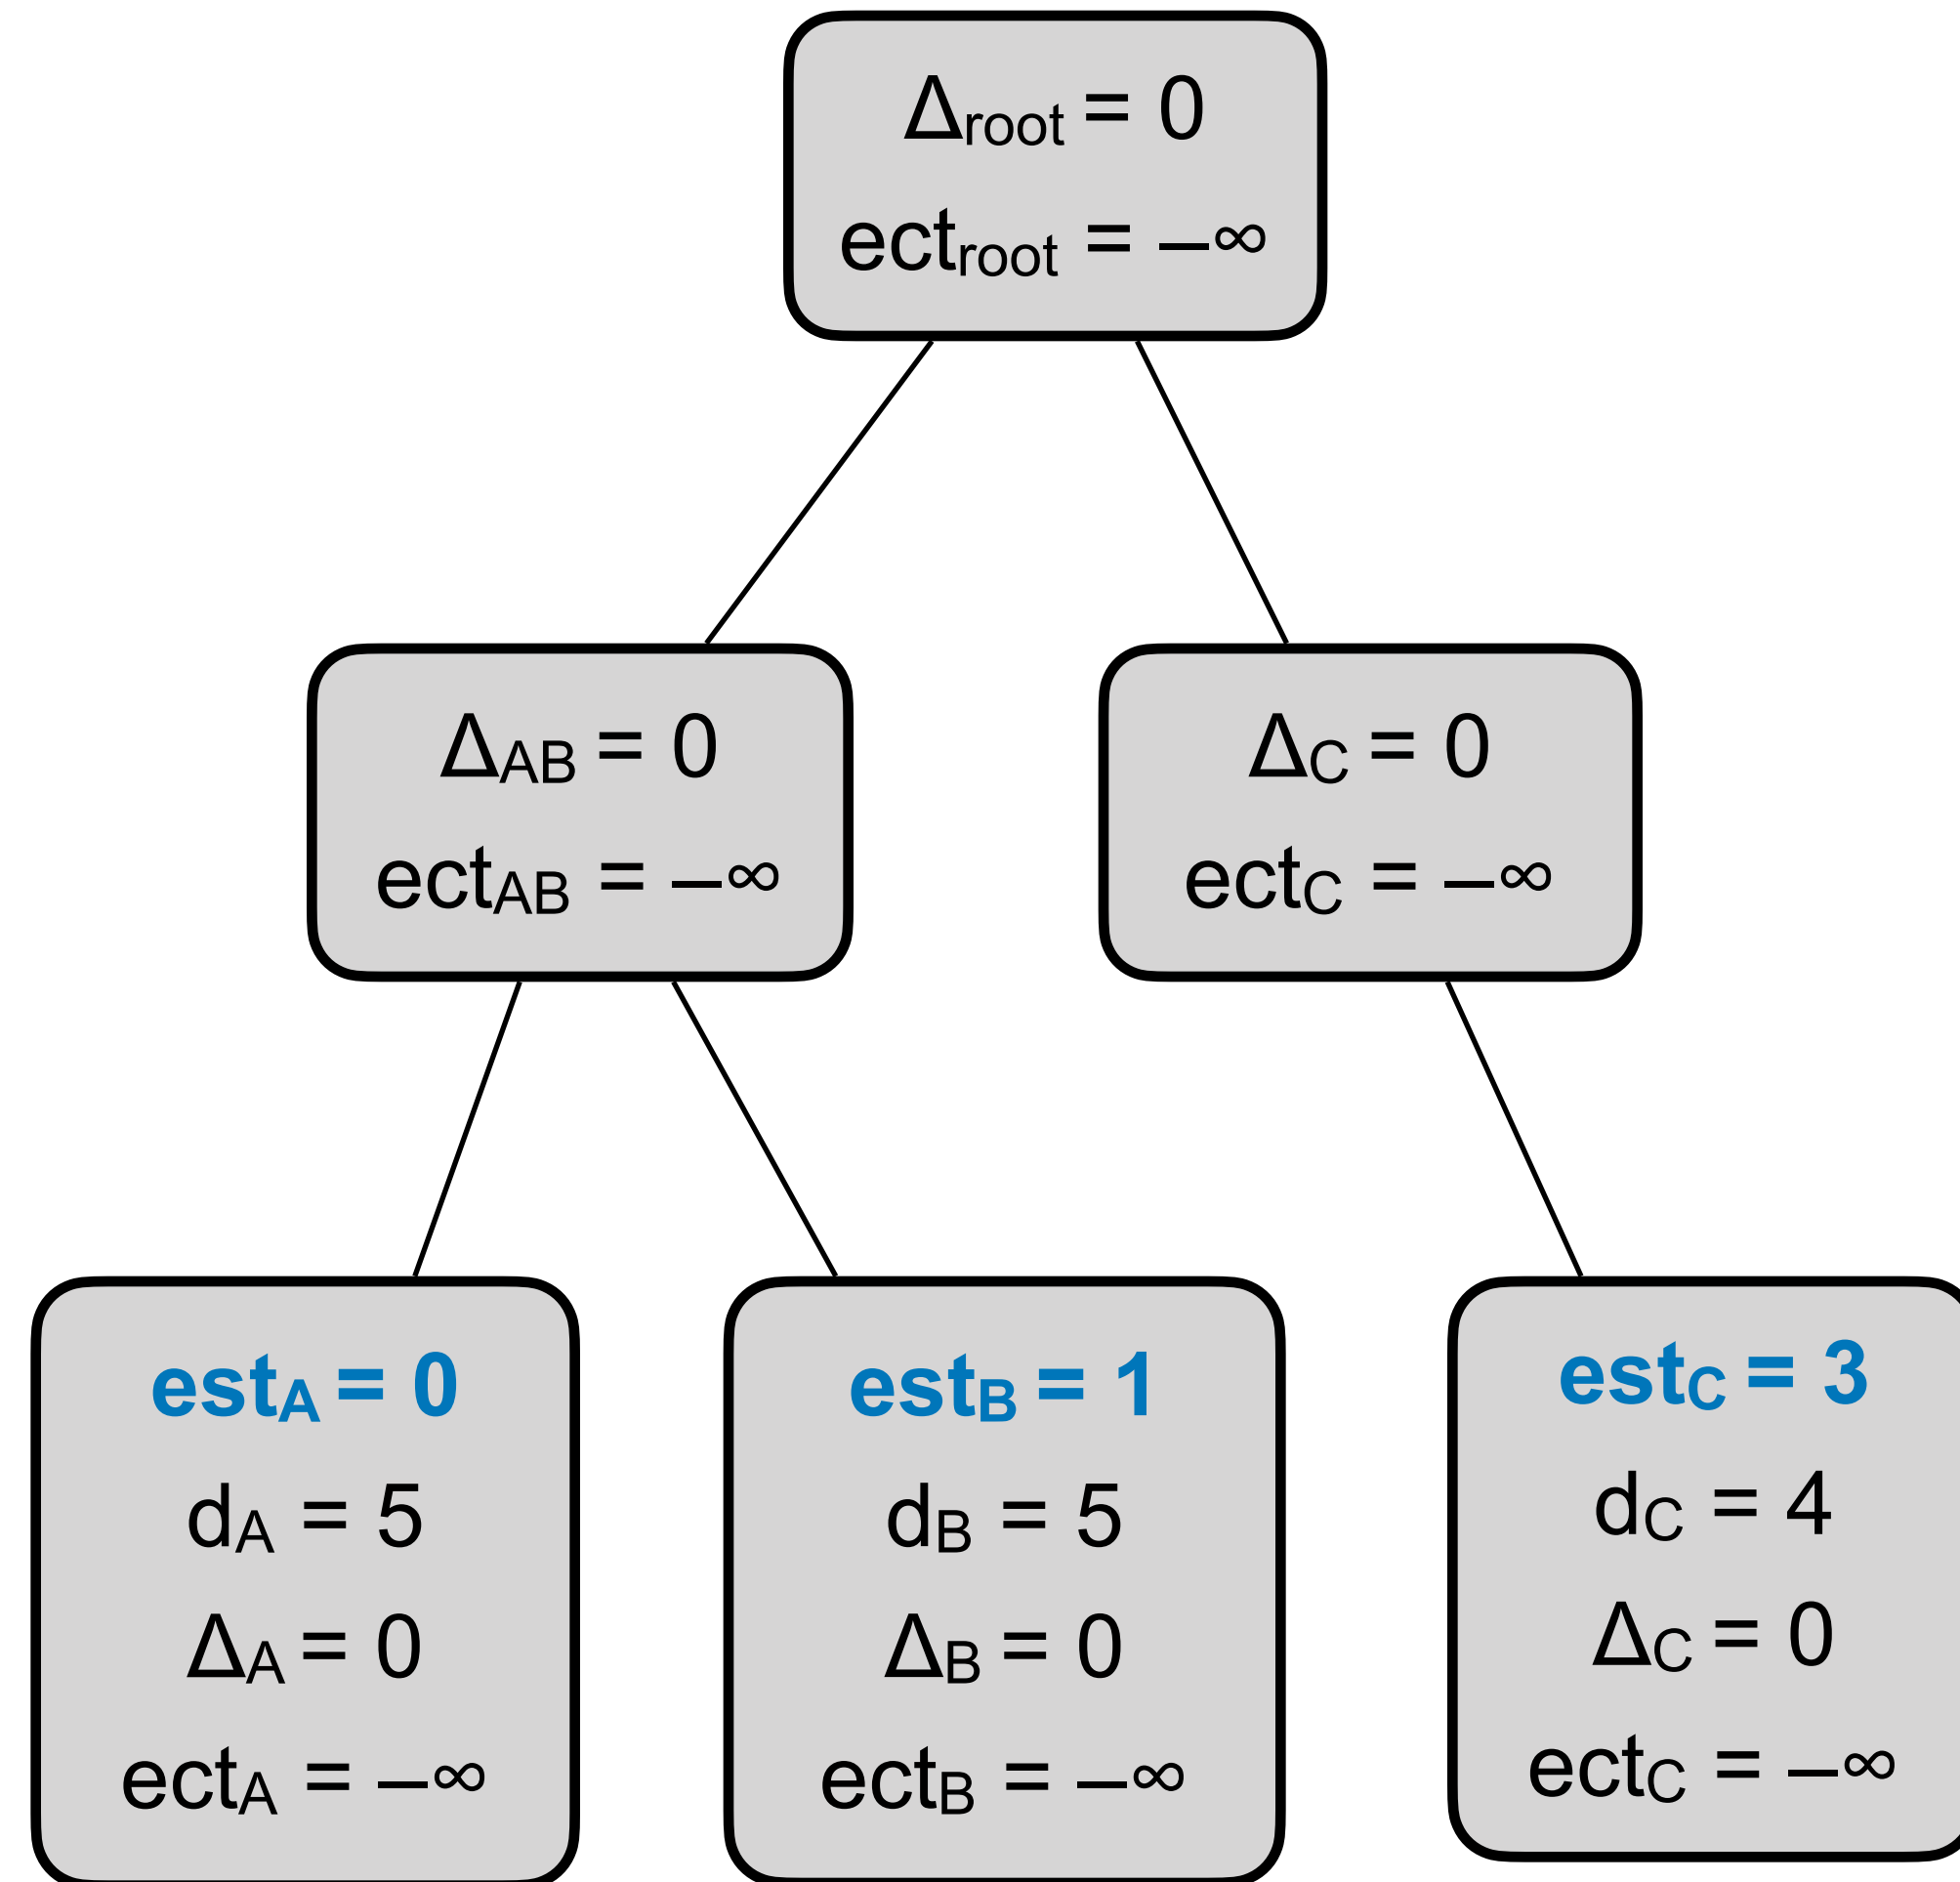 Δroot = 0
ectroot = –∞
ΔAB = 0
ectAB = –∞
ΔC = 0
ectC = –∞
estA = 0
dA = 5
ΔA = 0
ectA = –∞
estB = 1
dB = 5
ΔB = 0
ectB = –∞
estC = 3
dC = 4
ΔC = 0
ectC = –∞